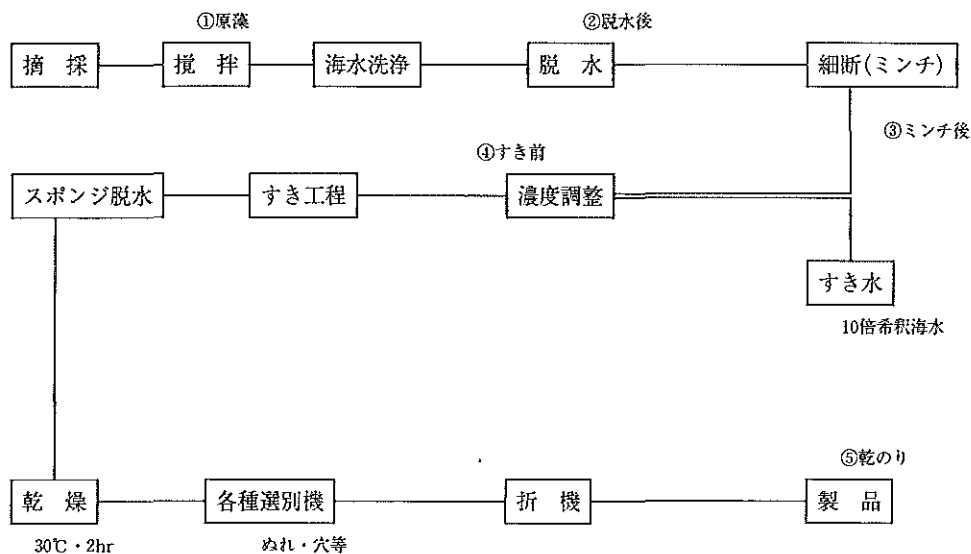 ①原藻
②脱水後
摘採
攪拌
海水洗浄
脱水
細断(ミンチ)
③ミンチ後
④すき前
スポンジ脱水
すき工程
濃度調整
すき水
10倍希釈海水
⑤乾のり
乾燥
各種選別機
折機
製品
30℃・2hr
ぬれ・穴等